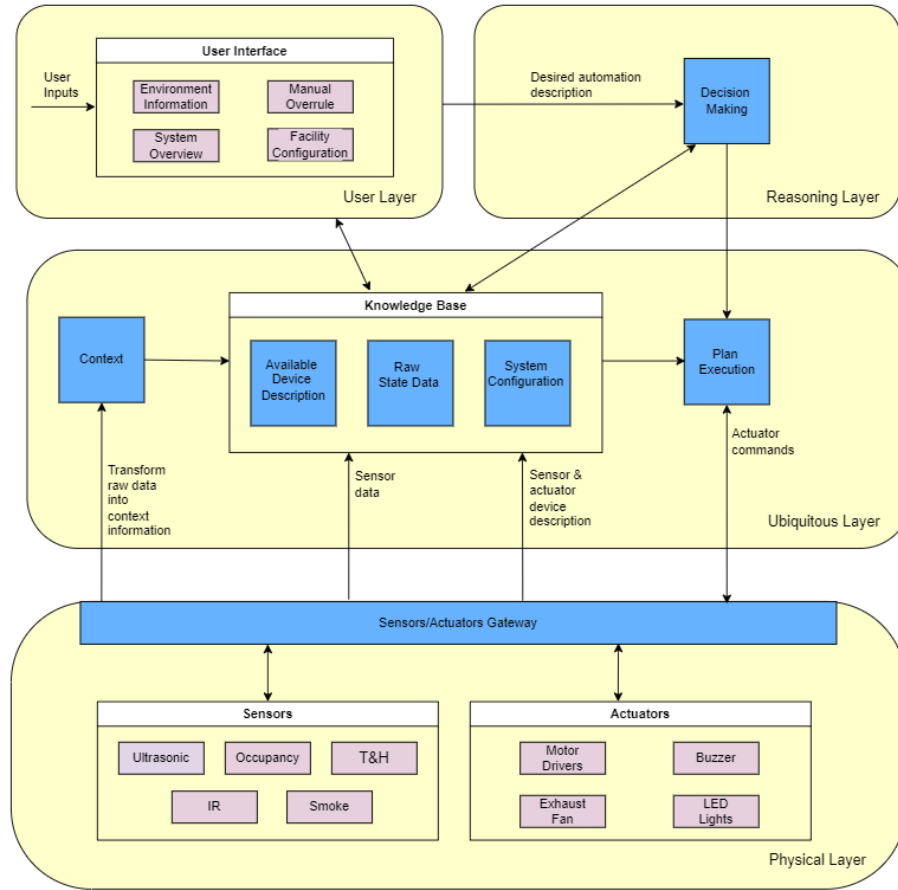 User Interface
User
Inputs
Environment
Information
Manual
Overrule
System
Overview
Facility
Configuration
User Layer
Desired automation
description
Decision
Making
Reasoning Layer
Knowledge Base
Context
Available
Device
Description
Raw
State Data
System
Configuration
Plan
Execution
Transform
raw data
into
context
information
Sensor
data
Sensor &
actuator
device
description
Actuator
commands
Ubiquitous Layer
Sensors/Actuators Gateway
Sensors
Ultrasonic
Occupancy
T&H
IR
Smoke
Actuators
Motor
Drivers
Buzzer
Exhaust
Fan
LED
Lights
Physical Layer